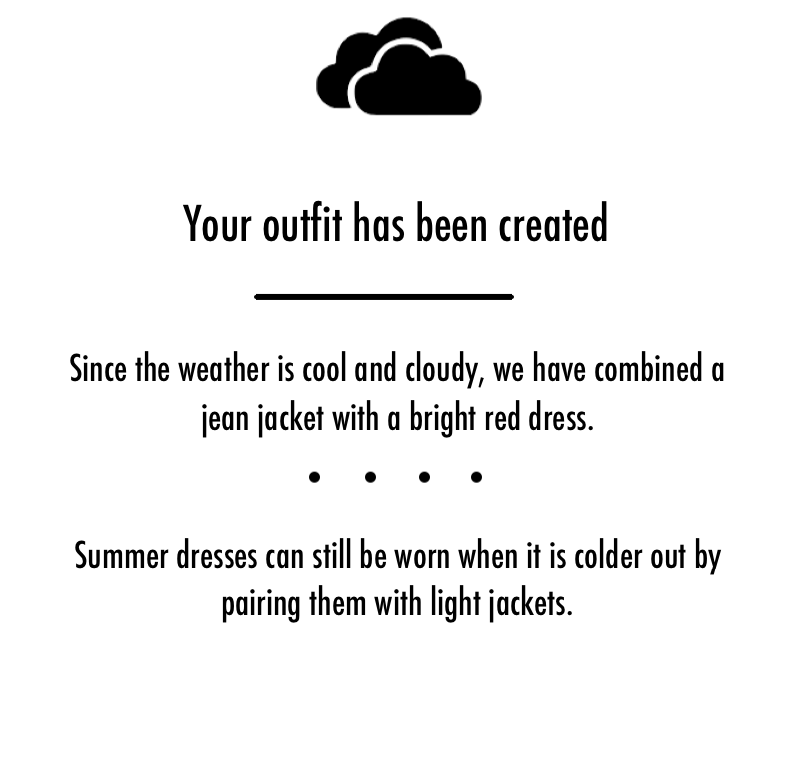 Your outfit has been created
Since the weather is cool and cloudy, we have combined a
jean jacket with a bright red dress.
Summer dresses can still be worn when it is colder out by
pairing them with light jackets.